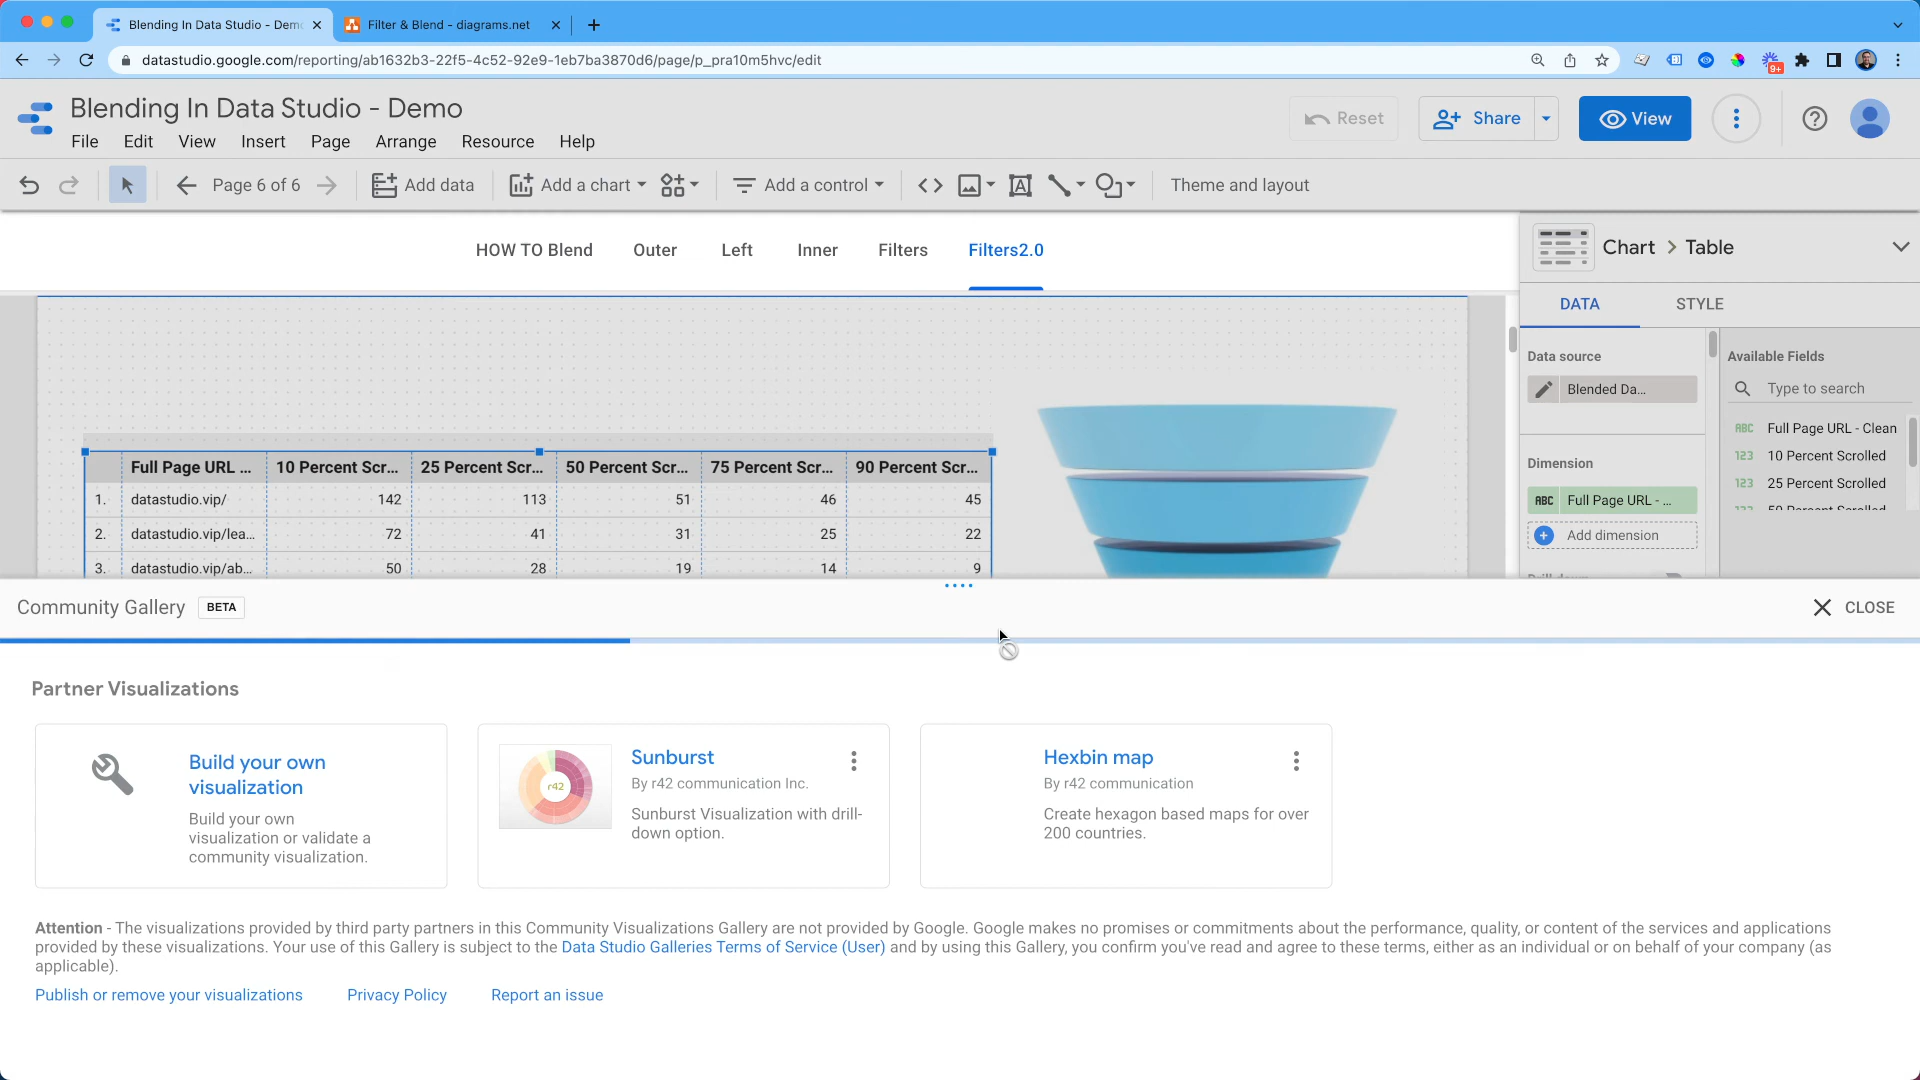 Blending In Data Studio - Demo
Filter & Blend - diagrams.net
datastudio.google.com/reporting/ab1632b3-22f5-4c52-92e9-1eb7ba3870d6/page/p_pra10m5hvc/edit
9+
Blending In Data Studio - Demo
File Edit View Insert Page Arrange Resource Help
Reset
Share
View
Page 6 of 6
Add data
Add a chart
Add a control
Theme and layout
HOW TO Blend Outer Left Inner Filters Filters2.0
Chart > Table
DATA STYLE
Data source
Blended Da...
Dimension
ABC Full Page URL - ...
Add dimension
Drill down
Available Fields
Type to search
ABC Full Page URL - Clean
123 10 Percent Scrolled
123 25 Percent Scrolled
123 50 Percent Scrolled
Full Page URL ... 10 Percent Scr... 25 Percent Scr... 50 Percent Scr... 75 Percent Scr... 90 Percent Scr...
1. datastudio.vip/ 142 113 51 46 45
2. datastudio.vip/lea... 72 41 31 25 22
3. datastudio.vip/ab... 50 28 19 14 9
Community Gallery BETA
CLOSE
Partner Visualizations
Build your own
visualization
Build your own
visualization or validate a
community visualization.
r42
Sunburst
By r42 communication Inc.
Sunburst Visualization with drill-
down option.
Hexbin map
By r42 communication
Create hexagon based maps for over
200 countries.
Attention - The visualizations provided by third party partners in this Community Visualizations Gallery are not provided by Google. Google makes no promises or commitments about the performance, quality, or content of the services and applications
provided by these visualizations. Your use of this Gallery is subject to the Data Studio Galleries Terms of Service (User) and by using this Gallery, you confirm you've read and agree to these terms, either as an individual or on behalf of your company (as
applicable).
Publish or remove your visualizations Privacy Policy Report an issue